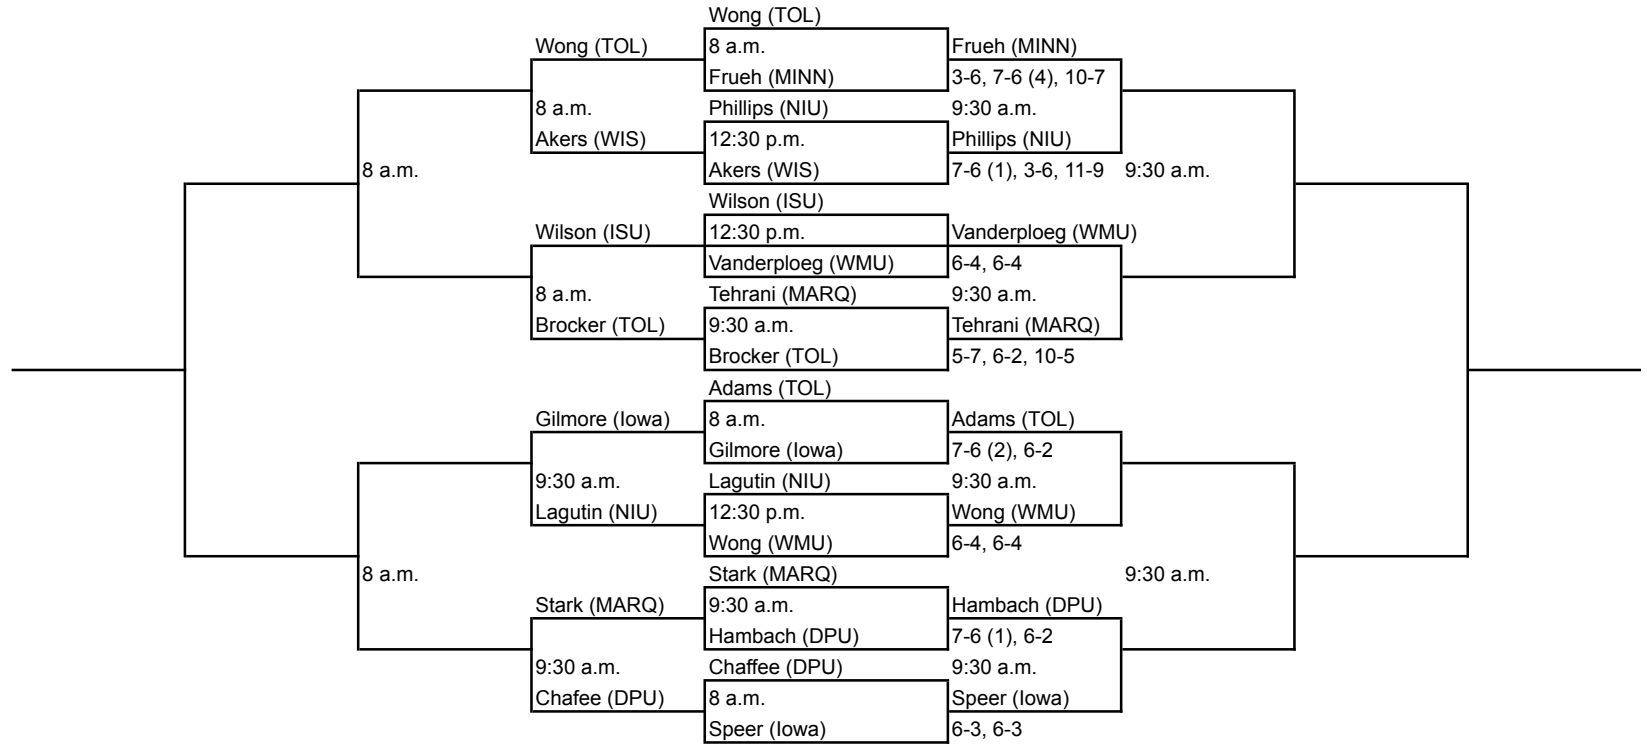 Wong (TOL)
Wong (TOL) 8 a.m. Frueh (MINN)
Frueh (MINN) 3-6, 7-6 (4), 10-7
8 a.m. Phillips (NIU) 9:30 a.m.
Akers (WIS) 12:30 p.m. Phillips (NIU)
8 a.m. Akers (WIS) 7-6 (1), 3-6, 11-9 9:30 a.m.
Wilson (ISU)
Wilson (ISU) 12:30 p.m. Vanderploeg (WMU)
Vanderploeg (WMU) 6-4, 6-4
8 a.m. Tehrani (MARQ) 9:30 a.m.
Brocker (TOL) 9:30 a.m. Tehrani (MARQ)
Brocker (TOL) 5-7, 6-2, 10-5
Adams (TOL)
Gilmore (Iowa) 8 a.m. Adams (TOL)
Gilmore (Iowa) 7-6 (2), 6-2
9:30 a.m. Lagutin (NIU) 9:30 a.m.
Lagutin (NIU) 12:30 p.m. Wong (WMU)
Wong (WMU) 6-4, 6-4
8 a.m. Stark (MARQ) 9:30 a.m.
Stark (MARQ) 9:30 a.m. Hambach (DPU)
Hambach (DPU) 7-6 (1), 6-2
9:30 a.m. Chaffee (DPU) 9:30 a.m.
Chafee (DPU) 8 a.m. Speer (Iowa)
Speer (Iowa) 6-3, 6-3